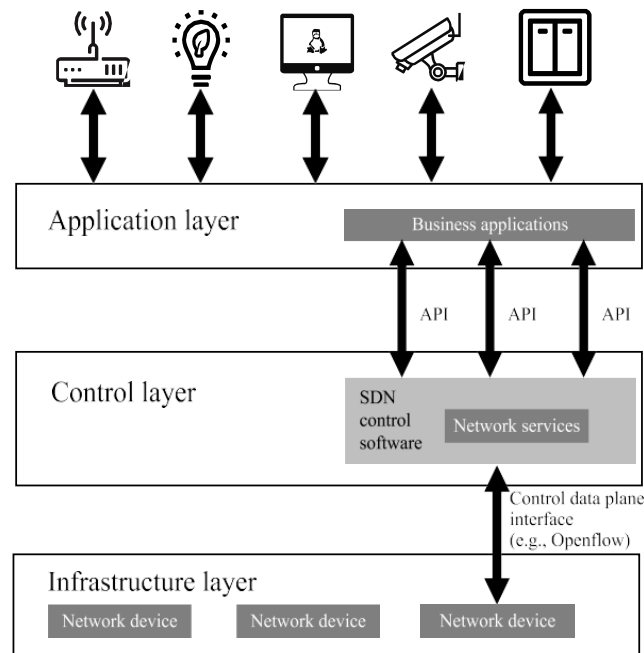 Application layer
Business applications
API
API
API
Control layer
SDN
control
software
Network services
Control data plane
interface
(e.g., Openflow)
Infrastructure layer
Network device
Network device
Network device